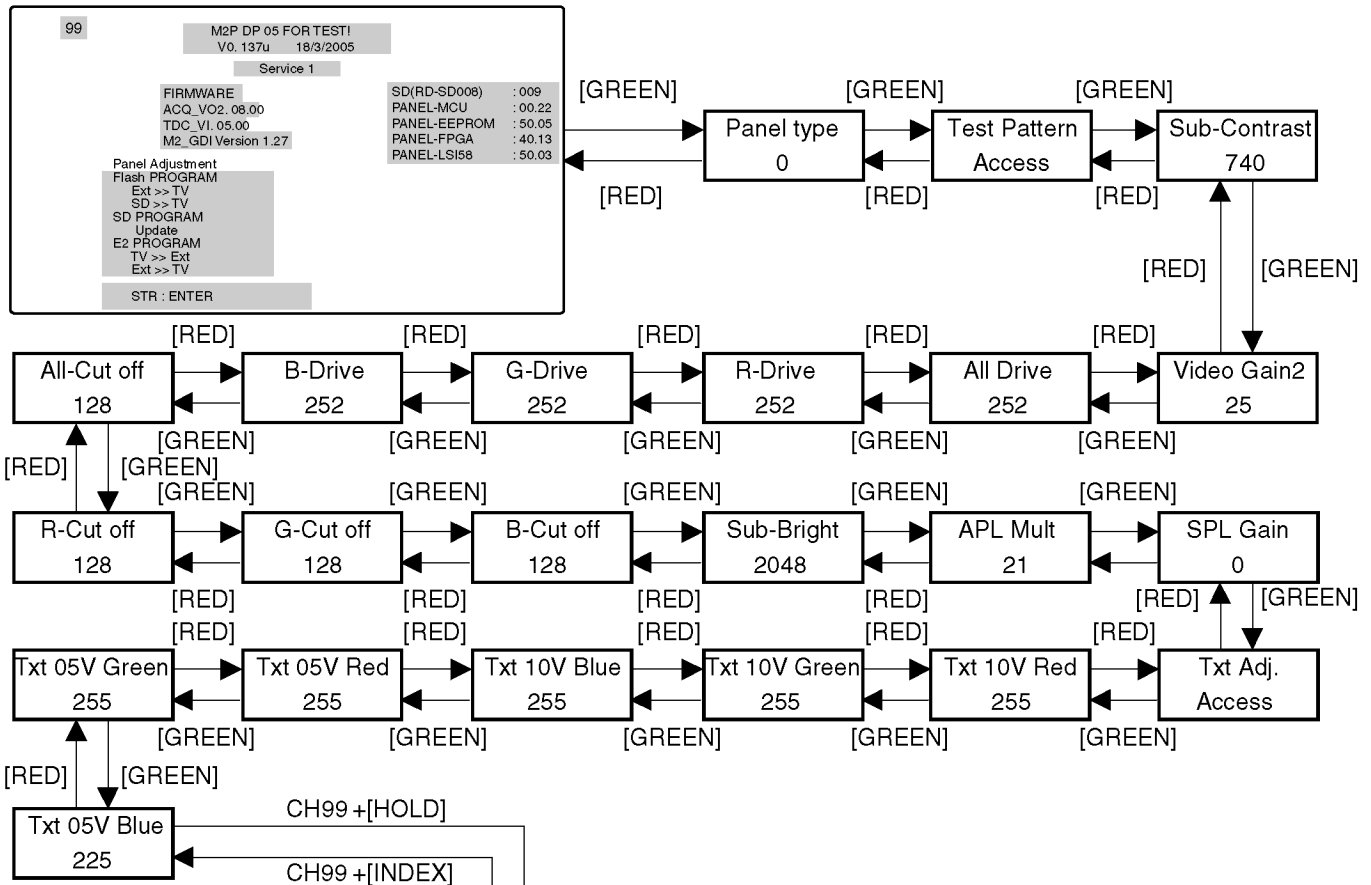 99
M2P DP 05 FOR TEST!
V0. 137u 18/3/2005
Service 1
FIRMWARE
ACQ_VO2. 08.00
TDC_VI. 05.00
M2_GDI Version 1.27
SD(RD-SD008) : 009
PANEL-MCU : 00.22
PANEL-EEPROM : 50.05
PANEL-FPGA : 40.13
PANEL-LSI58 : 50.03
Panel Adjustment
Flash PROGRAM
Ext >> TV
SD >> TV
SD PROGRAM
Update
E2 PROGRAM
TV >> Ext
Ext >> TV
STR : ENTER
[GREEN] [GREEN] [GREEN]
Panel type Test Pattern Sub-Contrast
0 Access 740
[RED] [RED] [RED]
[RED] [GREEN]
[RED] [RED] [RED] [RED] [RED]
All-Cut off B-Drive G-Drive R-Drive All Drive Video Gain2
128 252 252 252 252 25
[GREEN] [GREEN] [GREEN] [GREEN] [GREEN]
[RED] [GREEN]
[GREEN] [GREEN] [GREEN] [GREEN] [GREEN]
R-Cut off G-Cut off B-Cut off Sub-Bright APL Mult SPL Gain
128 128 128 2048 21 0
[RED] [RED] [RED] [RED] [RED] [GREEN]
[RED] [RED] [RED] [RED] [RED]
Txt 05V Green Txt 05V Red Txt 10V Blue Txt 10V Green Txt 10V Red Txt Adj.
255 255 255 255 255 Access
[GREEN] [GREEN] [GREEN] [GREEN] [GREEN]
[RED] [GREEN]
Txt 05V Blue
225
CH99 +[HOLD]
CH99 +[INDEX]